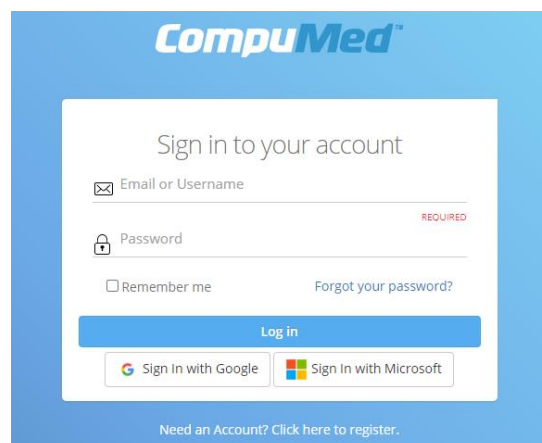 CompuMed™
Sign in to your account
Email or Username
REQUIRED
Password
Remember me Forgot your password?
Log in
Sign In with Google Sign In with Microsoft
Need an Account? Click here to register.